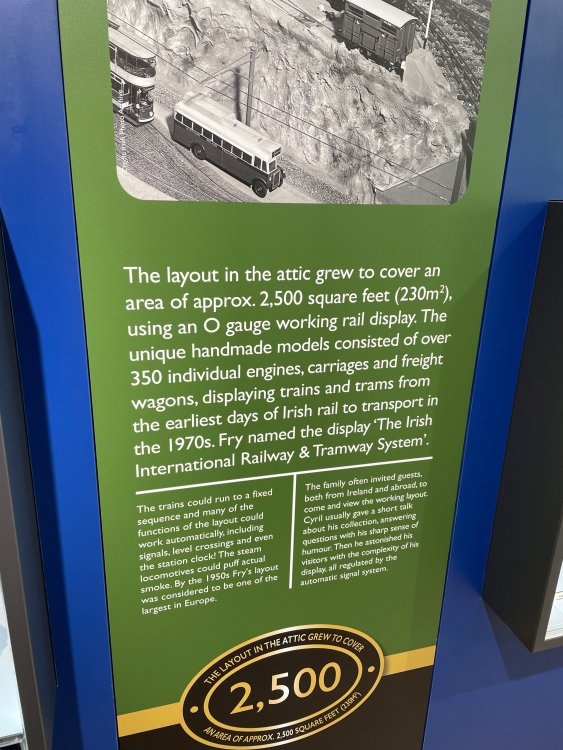 The layout in the attic grew to cover an
area of approx. 2,500 square feet (230m²),
using an O gauge working rail display. The
unique handmade models consisted of over
350 individual engines, carriages and freight
wagons, displaying trains and trams from
the earliest days of Irish rail to transport in
the 1970s. Fry named the display ‘The Irish
International Railway & Tramway System’.
The trains could run to a fixed
sequence and many of the
functions of the layout could
work automatically, including
signals, level crossings and even
the station clock! The steam
locomotives could puff actual
smoke. By the 1950s Fry's layout
was considered to be one of the
largest in Europe.
The family often invited guests,
both from Ireland and abroad, to
come and view the working layout.
Cyril usually gave a short talk
about his collection, answering
questions with his sharp sense of
humour. Then he astonished his
visitors with the complexity of his
display, all regulated by the
automatic signal system.
THE LAYOUT IN THE ATTIC GREW TO COVER
2,500
AN AREA OF APPROX. 2,500 SQUARE FEET (230M²)